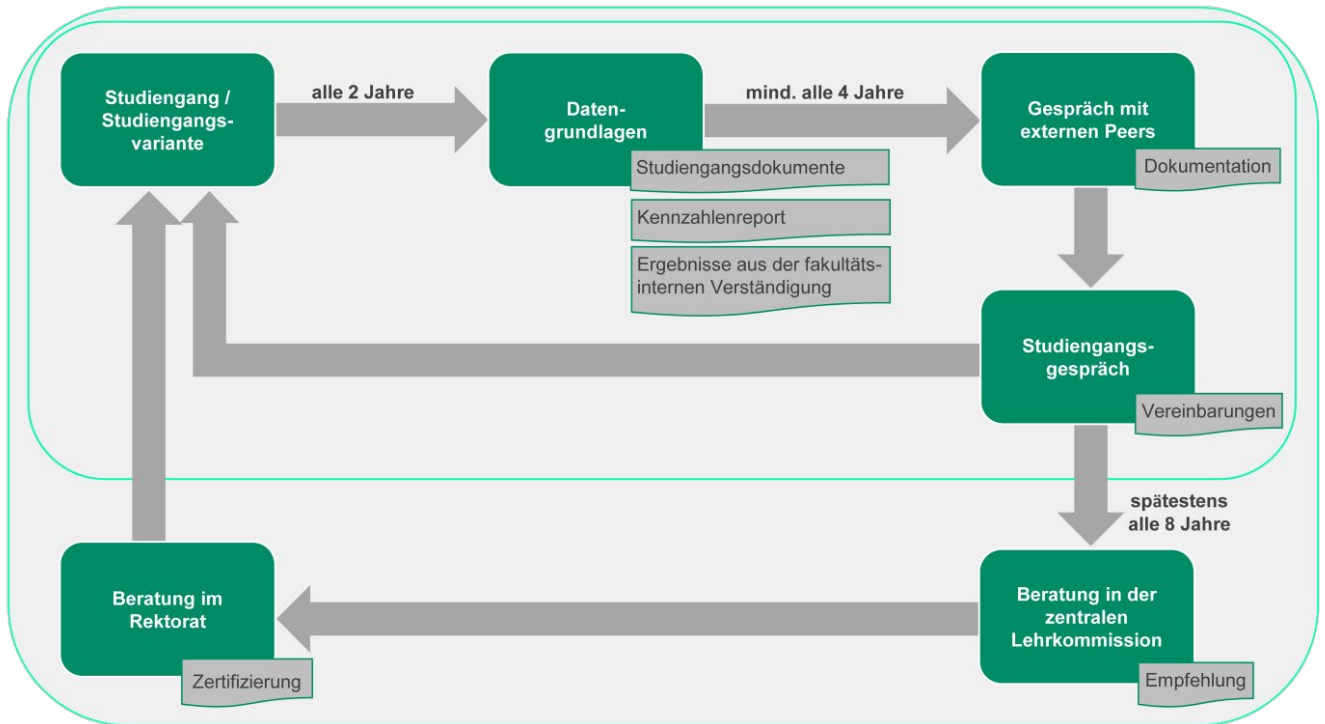 Studiengang /
Studiengangs-
variante
alle 2 Jahre
Daten-
grundlagen
Studiengangsdokumente
Kennzahlenreport
Ergebnisse aus der fakultäts-
internen Verständigung
mind. alle 4 Jahre
Gespräch mit
externen Peers
Dokumentation
Studiengangs-
gespräch
Vereinbarungen
spätestens
alle 8 Jahre
Beratung in der
zentralen
Lehrkommission
Empfehlung
Beratung im
Rektorat
Zertifizierung